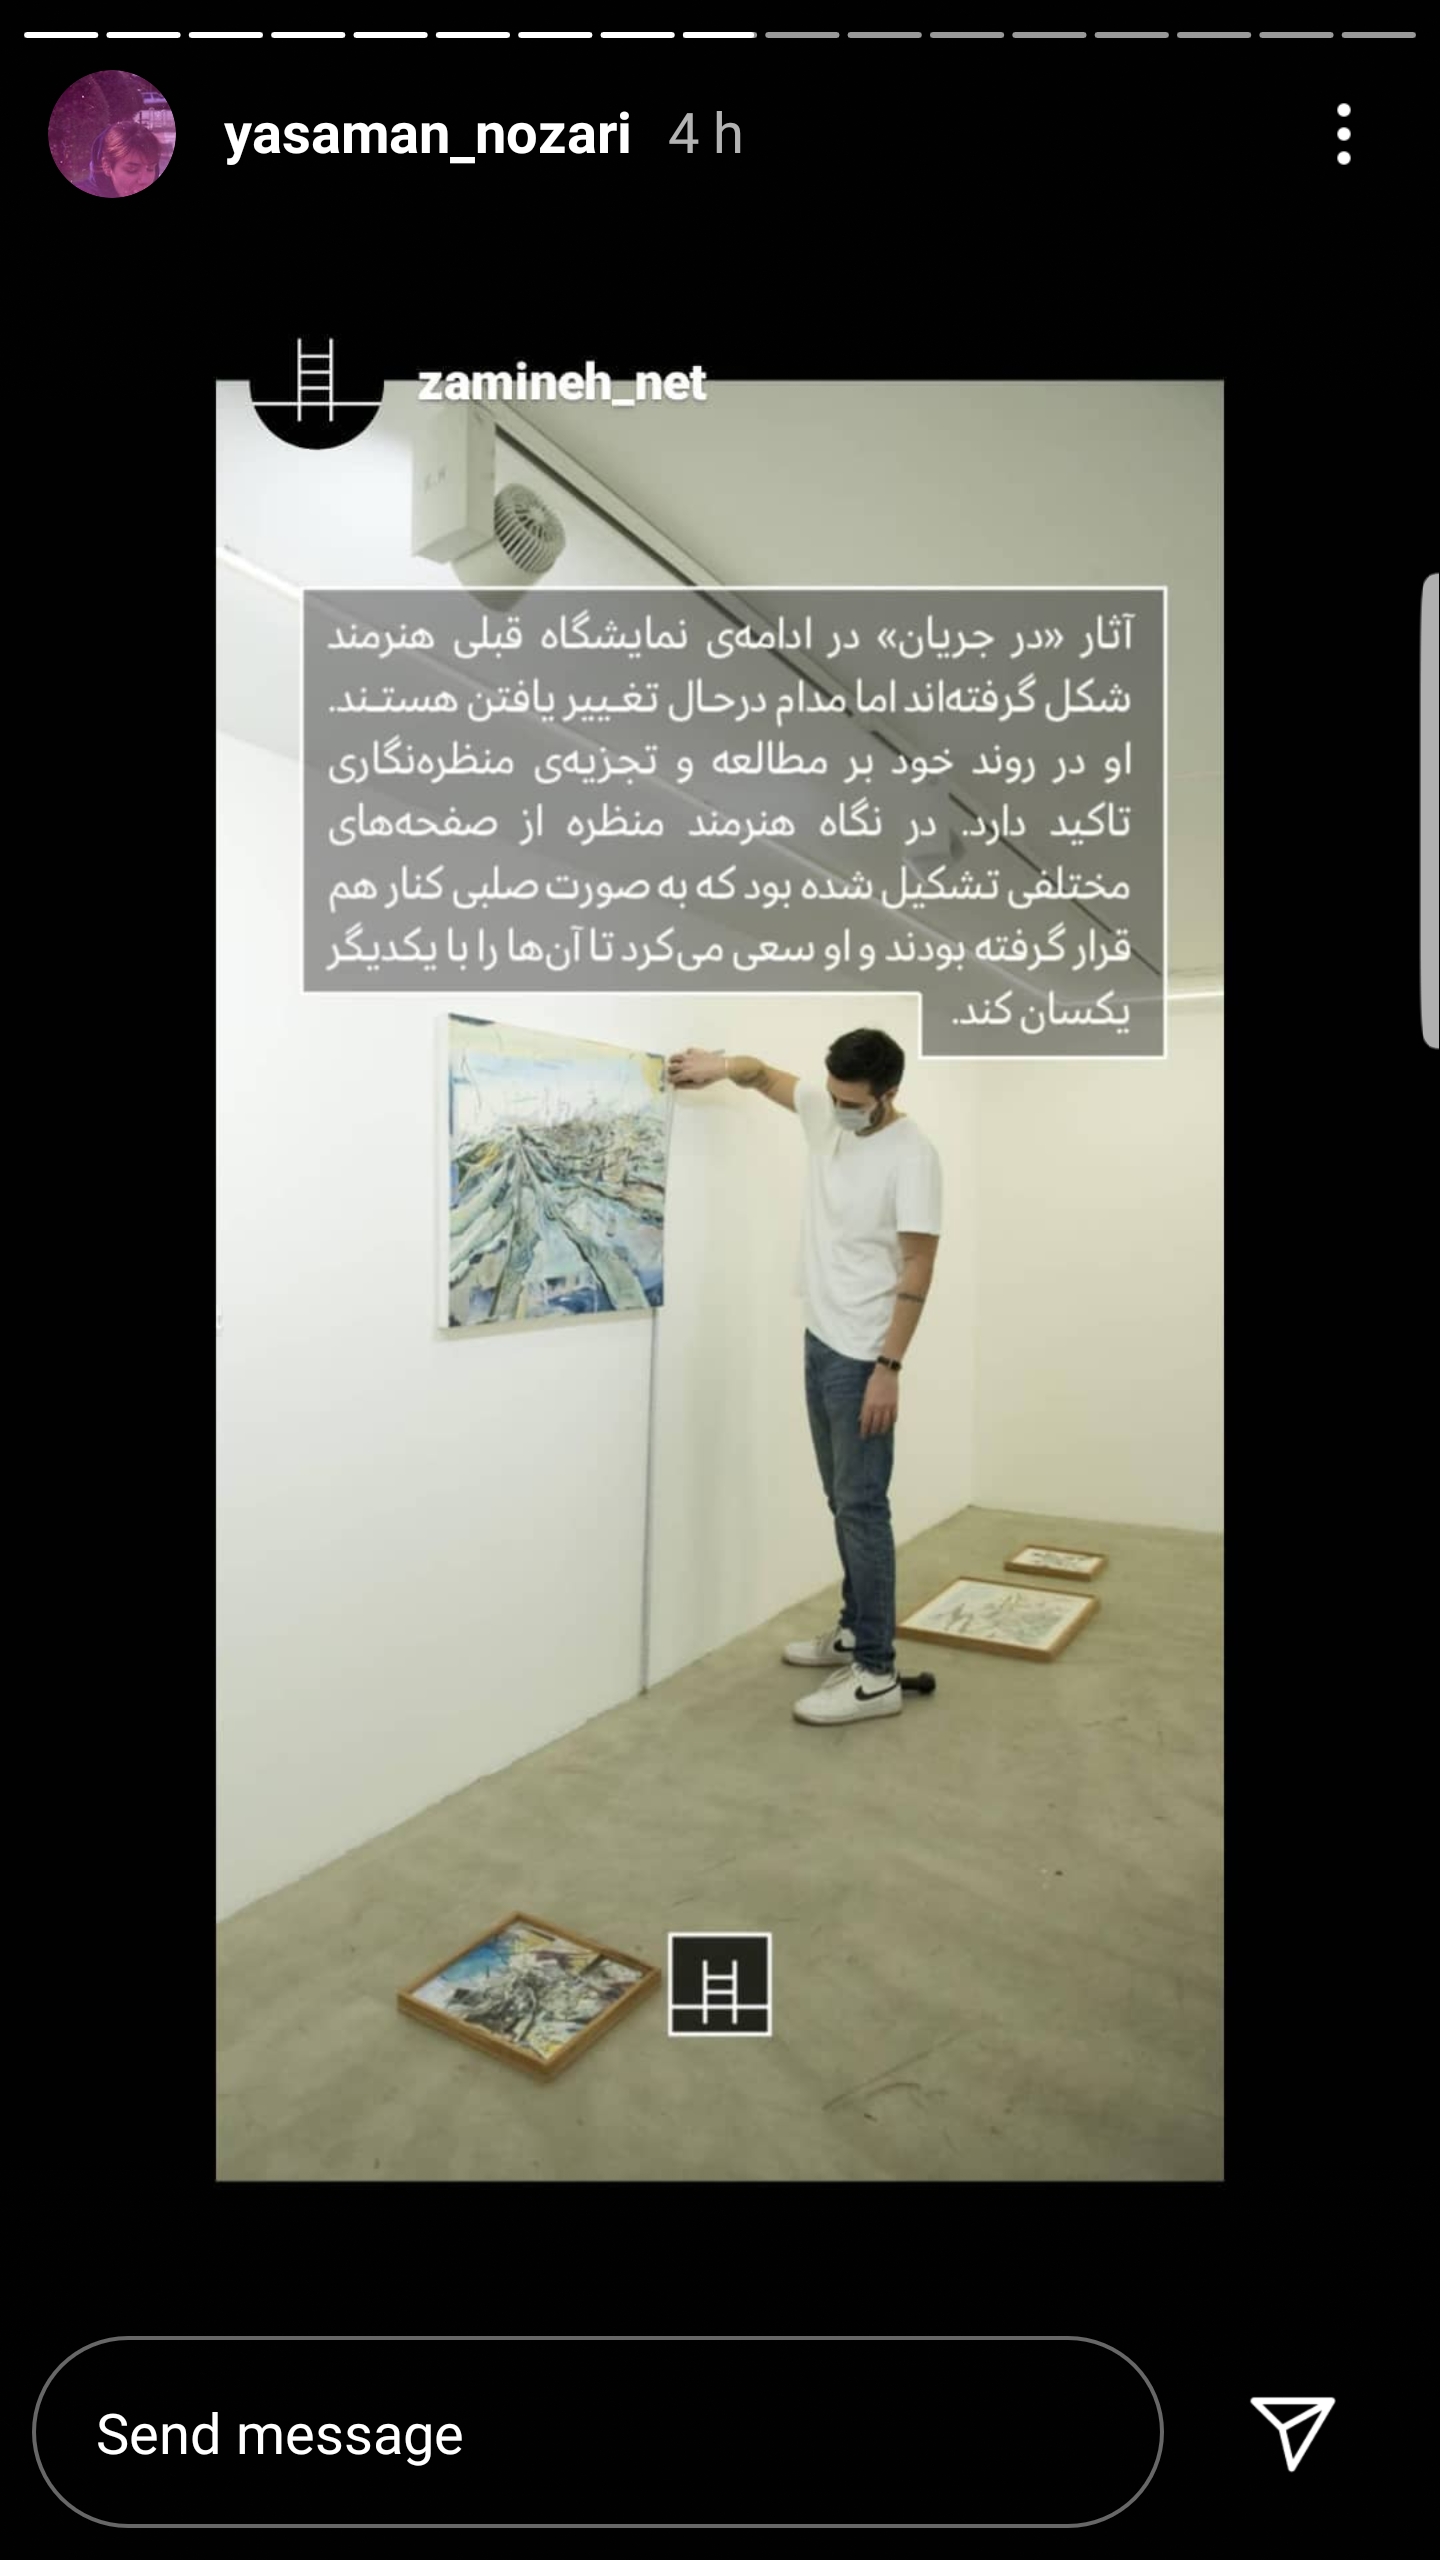 yasaman_nozari 4 h
zamineh_net
آثار «در جریان» در ادامه‌ی نمایشگاه قبلی هنرمند
شکل گرفته‌اند اما مدام درحال تغییر یافتن هستند.
او در روند خود بر مطالعه و تجزیه‌ی منظره‌نگاری
تاکید دارد. در نگاه هنرمند منظره از صفحه‌های
مختلفی تشکیل شده بود که به صورت صلبی کنار هم
قرار گرفته بودند و او سعی می‌کرد تا آن‌ها را با یکدیگر
یکسان کند.
Send message